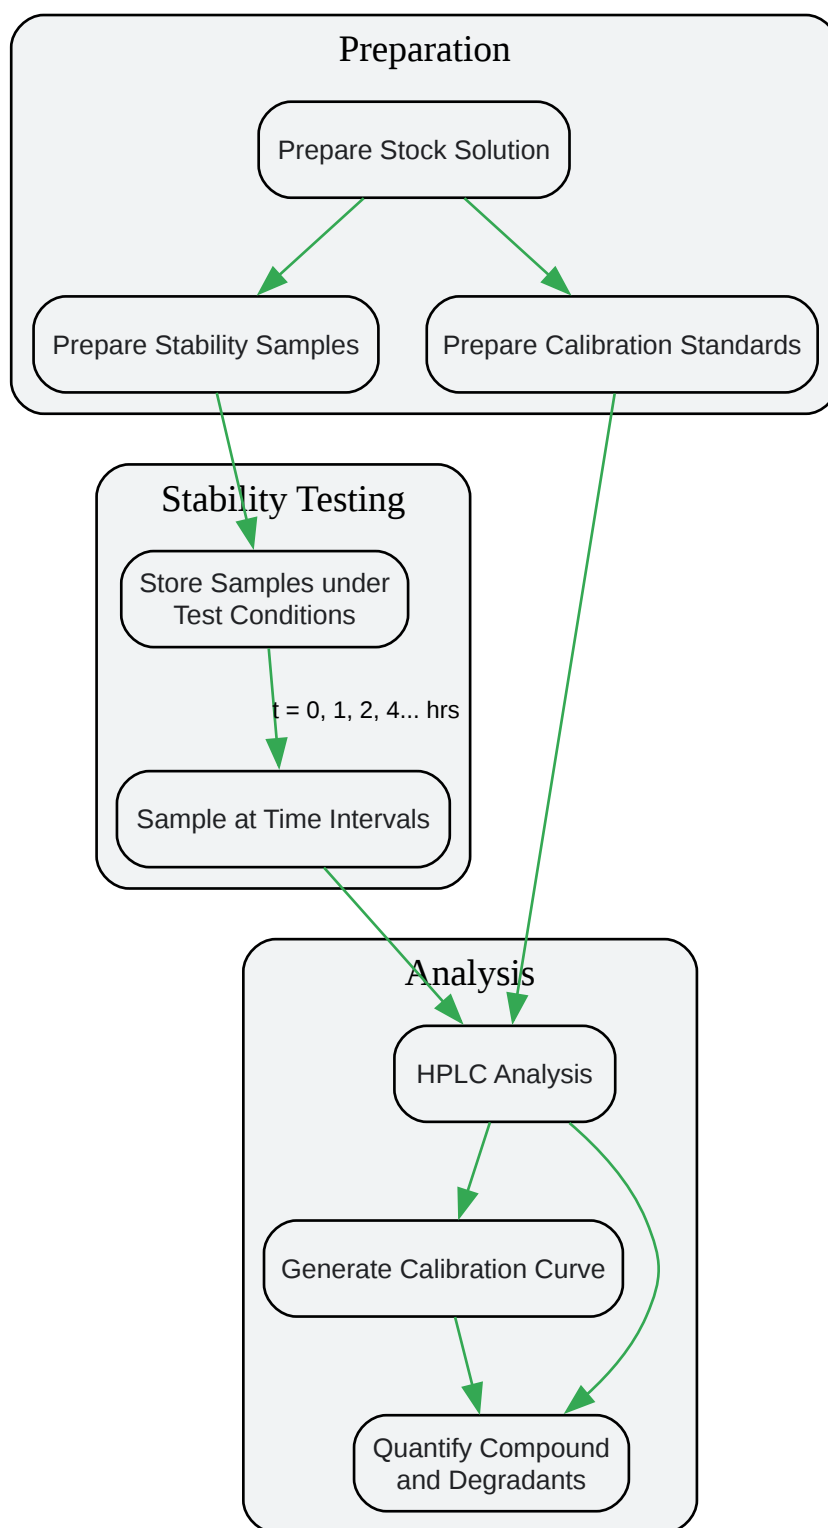 Preparation
Prepare Stock Solution
Prepare Stability Samples
Prepare Calibration Standards
Stability Testing
Store Samples under
Test Conditions
t = 0, 1, 2, 4... hrs
Sample at Time Intervals
Analysis
HPLC Analysis
Generate Calibration Curve
Quantify Compound
and Degradants